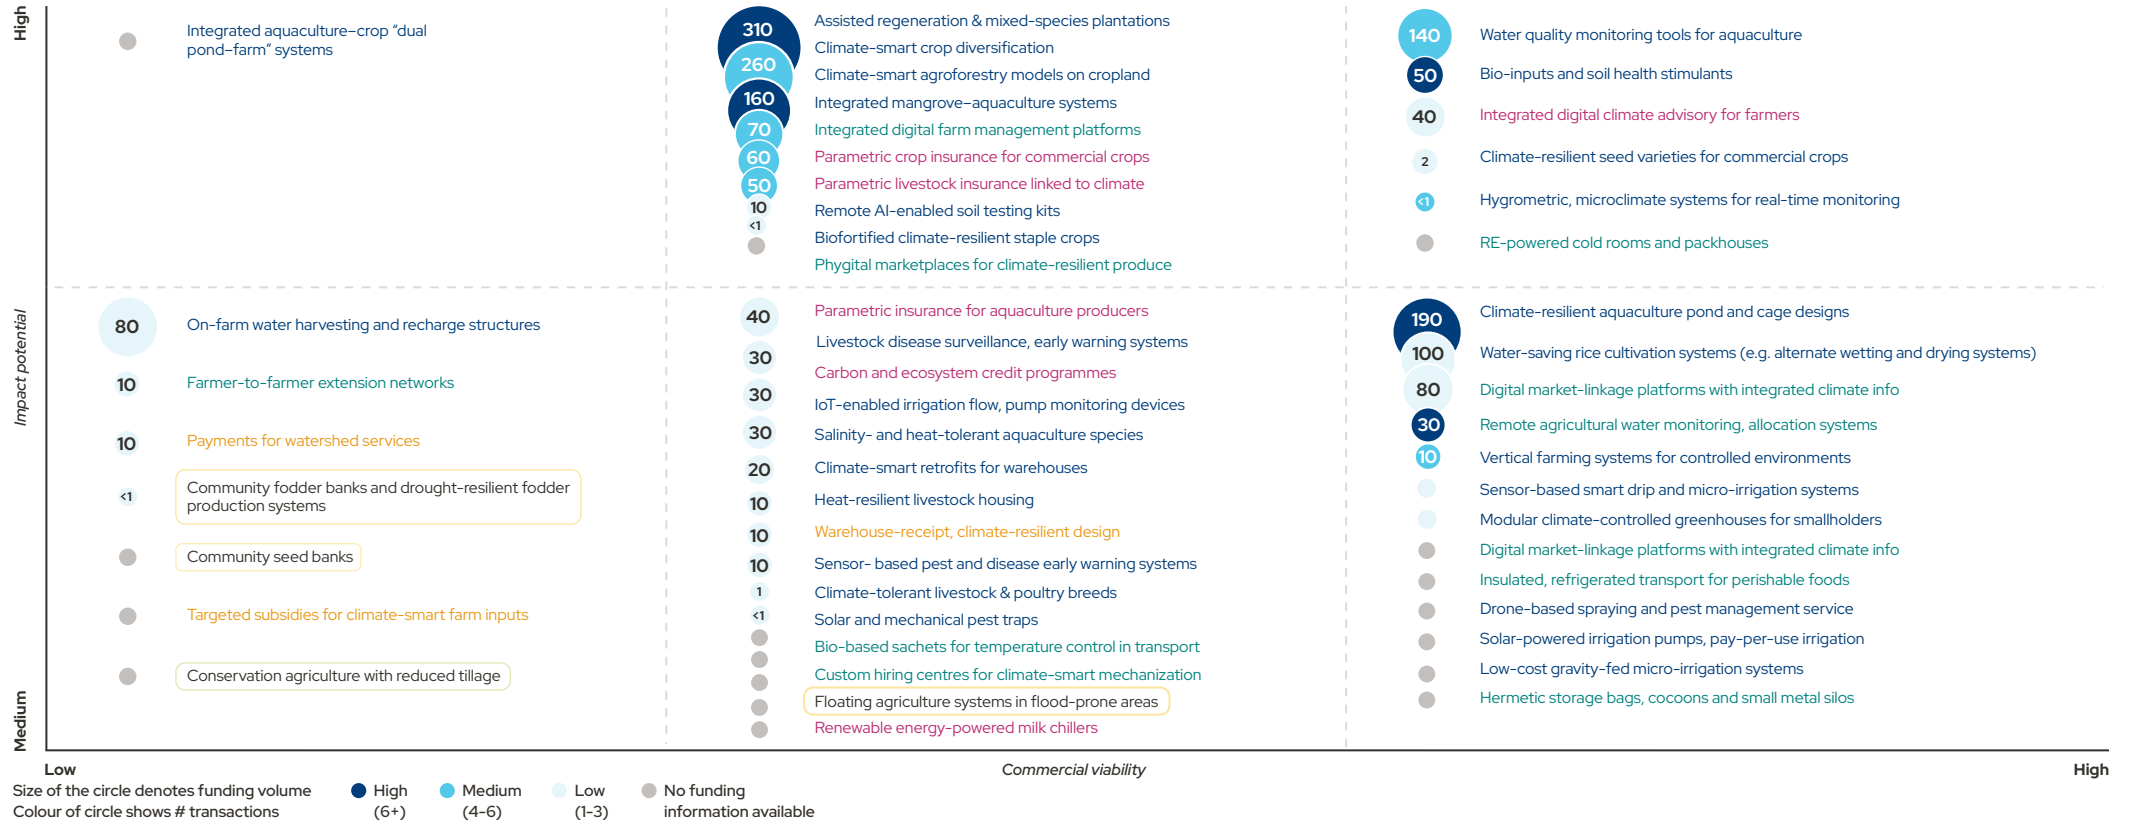 High
Integrated aquaculture–crop “dual
pond–farm” systems
310
260
160
70
60
50
10
<1
Assisted regeneration & mixed-species plantations
Climate-smart crop diversification
Climate-smart agroforestry models on cropland
Integrated mangrove–aquaculture systems
Integrated digital farm management platforms
Parametric crop insurance for commercial crops
Parametric livestock insurance linked to climate
Remote AI-enabled soil testing kits
Biofortified climate-resilient staple crops
Phygital marketplaces for climate-resilient produce
140 Water quality monitoring tools for aquaculture
50 Bio-inputs and soil health stimulants
40 Integrated digital climate advisory for farmers
2 Climate-resilient seed varieties for commercial crops
<1 Hygrometric, microclimate systems for real-time monitoring
RE-powered cold rooms and packhouses
Impact potential
80 On-farm water harvesting and recharge structures
10 Farmer-to-farmer extension networks
10 Payments for watershed services
<1 Community fodder banks and drought-resilient fodder
production systems
Community seed banks
Targeted subsidies for climate-smart farm inputs
Conservation agriculture with reduced tillage
40 Parametric insurance for aquaculture producers
30 Livestock disease surveillance, early warning systems
Carbon and ecosystem credit programmes
30 IoT-enabled irrigation flow, pump monitoring devices
30 Salinity- and heat-tolerant aquaculture species
20 Climate-smart retrofits for warehouses
10 Heat-resilient livestock housing
10 Warehouse-receipt, climate-resilient design
10 Sensor- based pest and disease early warning systems
1 Climate-tolerant livestock & poultry breeds
<1 Solar and mechanical pest traps
Bio-based sachets for temperature control in transport
Custom hiring centres for climate-smart mechanization
Floating agriculture systems in flood-prone areas
Renewable energy-powered milk chillers
190 Climate-resilient aquaculture pond and cage designs
100 Water-saving rice cultivation systems (e.g. alternate wetting and drying systems)
80 Digital market-linkage platforms with integrated climate info
30 Remote agricultural water monitoring, allocation systems
10 Vertical farming systems for controlled environments
Sensor-based smart drip and micro-irrigation systems
Modular climate-controlled greenhouses for smallholders
Digital market-linkage platforms with integrated climate info
Insulated, refrigerated transport for perishable foods
Drone-based spraying and pest management service
Solar-powered irrigation pumps, pay-per-use irrigation
Low-cost gravity-fed micro-irrigation systems
Hermetic storage bags, cocoons and small metal silos
Medium
Low
Commercial viability
High
Size of the circle denotes funding volume
Colour of circle shows # transactions
High
(6+)
Medium
(4-6)
Low
(1-3)
No funding
information available